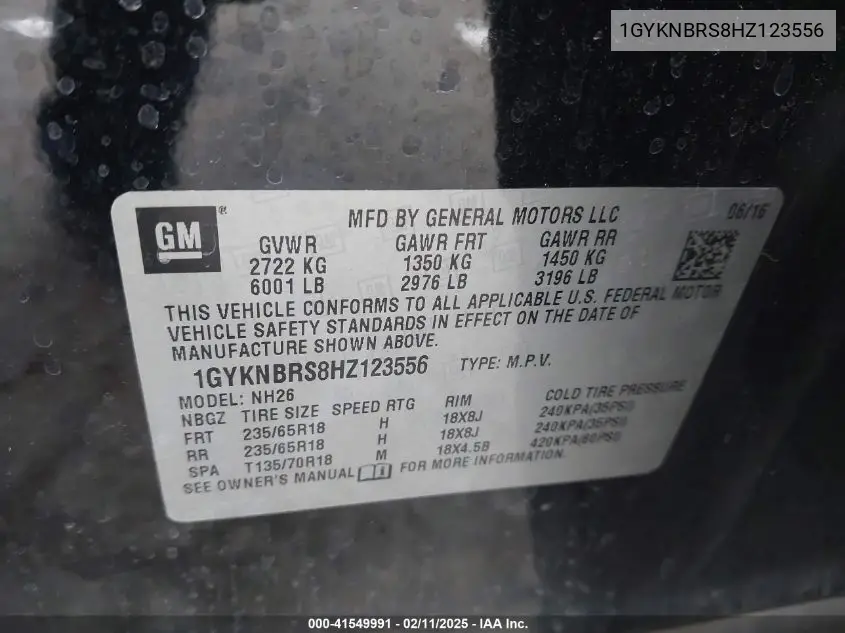 1GYKNBRS8HZ123556
GM ®
MFD BY GENERAL MOTORS LLC
06/16
GVWR GAWR FRT GAWR RR
2722 KG 1350 KG 1450 KG
6001 LB 2976 LB 3196 LB
THIS VEHICLE CONFORMS TO ALL APPLICABLE U.S. FEDERAL MOTOR
VEHICLE SAFETY STANDARDS IN EFFECT ON THE DATE OF
MANUFACTURE SHOWN ABOVE.
1GYKNBRS8HZ123556 TYPE: M.P.V.
MODEL: NH26
NBGZ TIRE SIZE SPEED RTG RIM COLD TIRE PRESSURE
FRT 235/65R18 H 18X8J 240KPA(35PSI)
RR 235/65R18 H 18X8J 240KPA(35PSI)
SPA T135/70R18 M 18X4.5B 420KPA(60PSI)
SEE OWNER'S MANUAL FOR MORE INFORMATION.
000-41549991 - 02/11/2025 - IAA Inc.